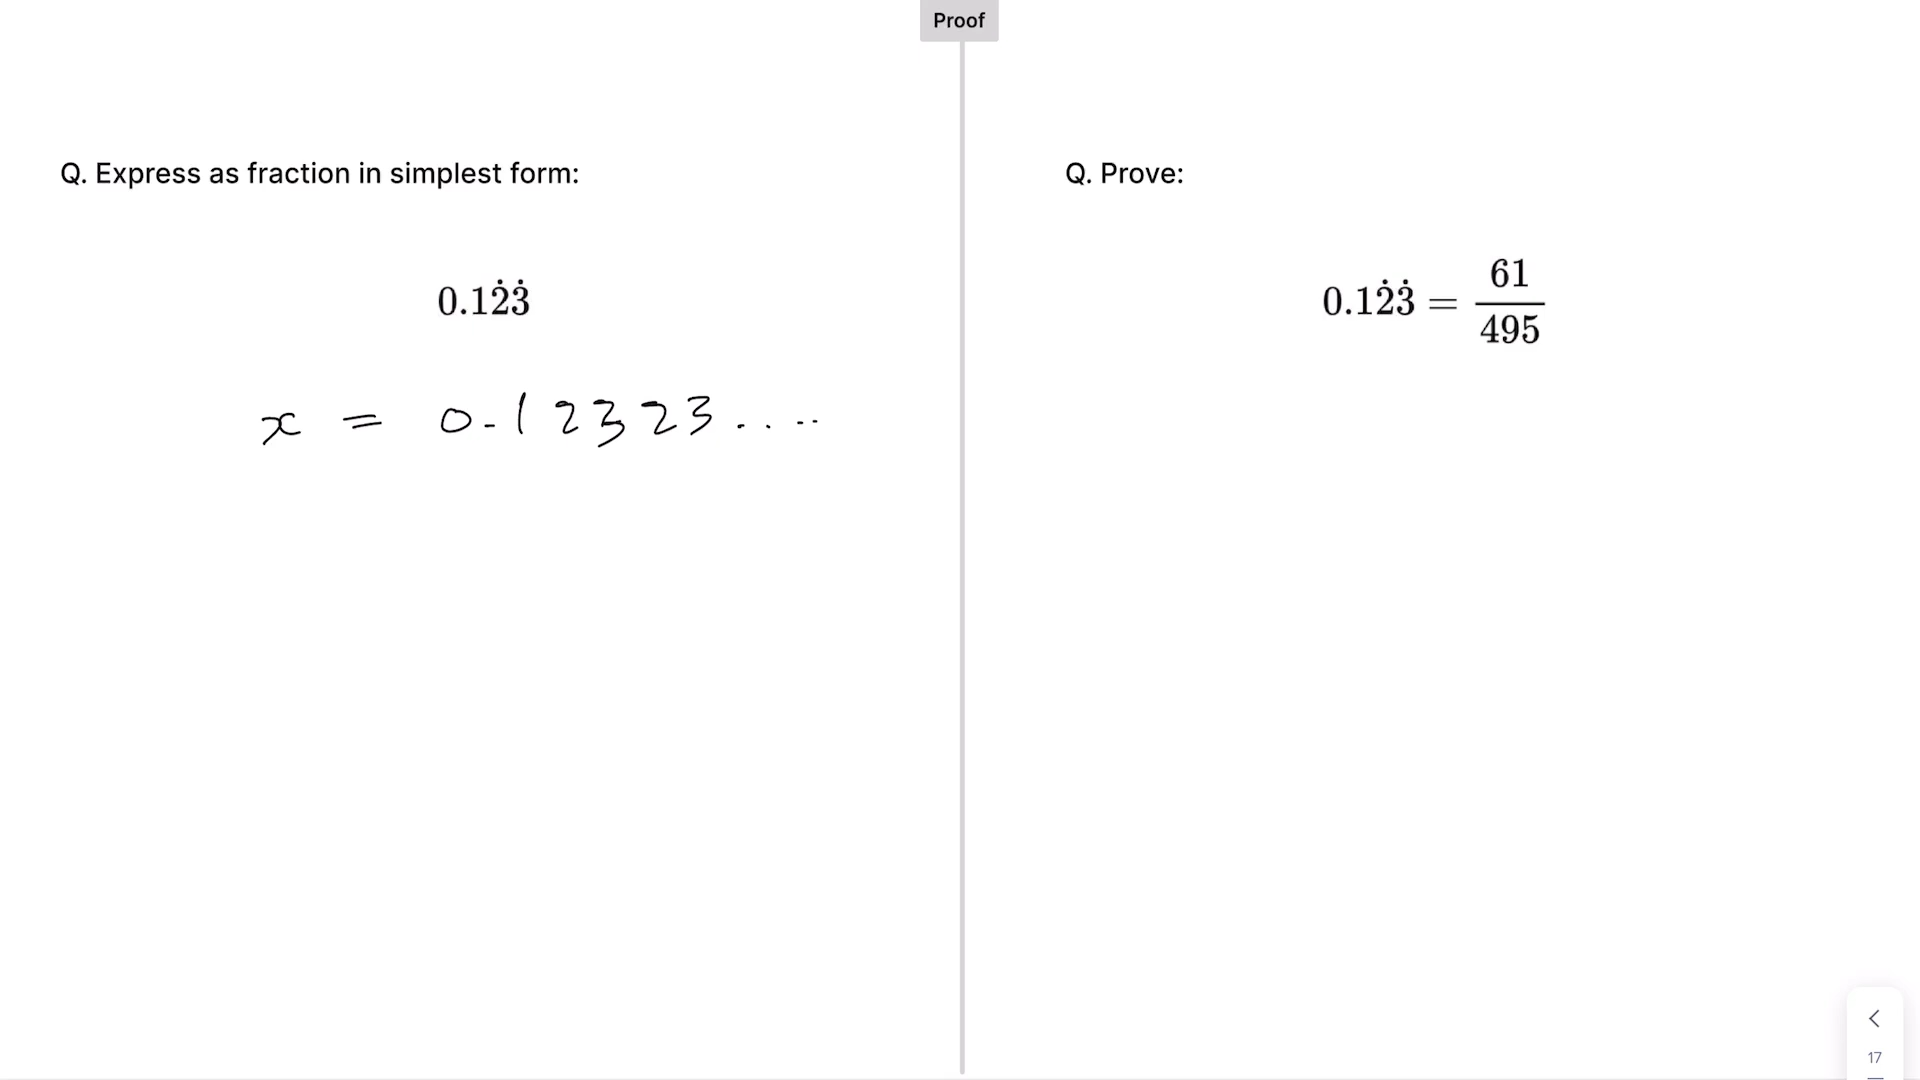 Proof
Q. Express as fraction in simplest form:
0.12̇3̇
x = 0.12323....
Q. Prove:
0.12̇3̇ = 61/495
17